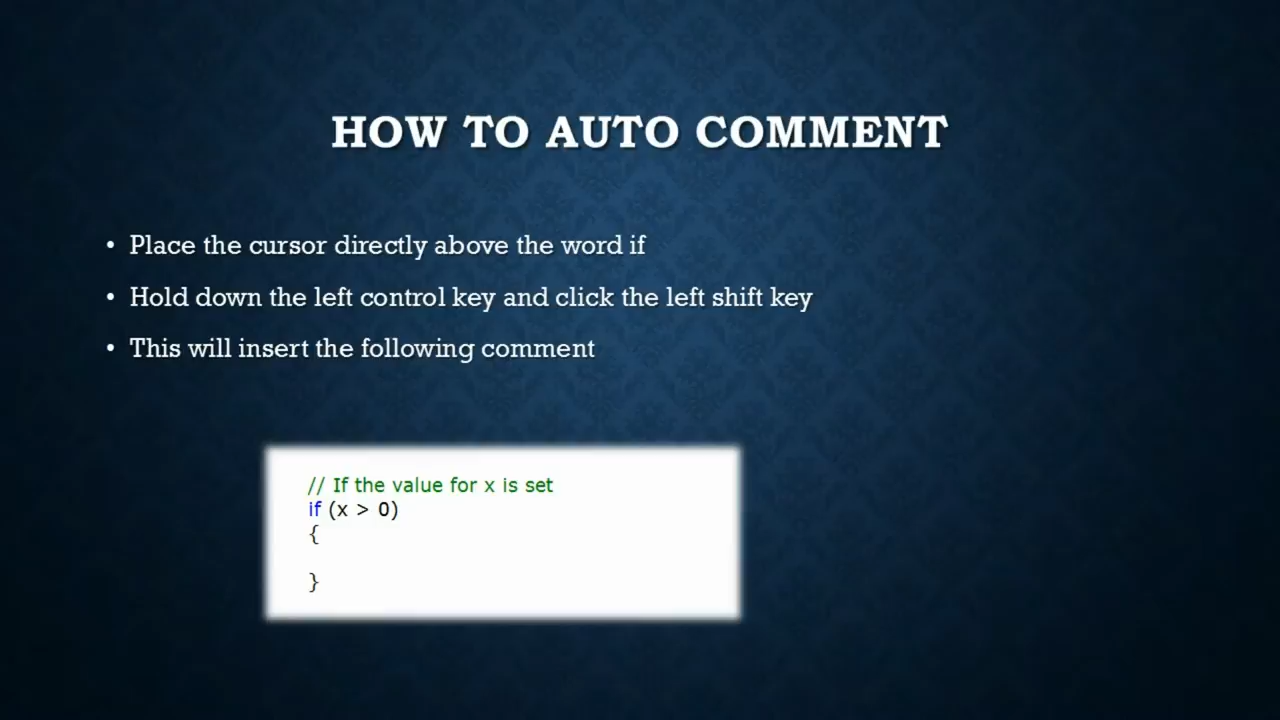 HOW TO AUTO COMMENT
• Place the cursor directly above the word if
• Hold down the left control key and click the left shift key
• This will insert the following comment
// If the value for x is set
if (x > 0)
{
}